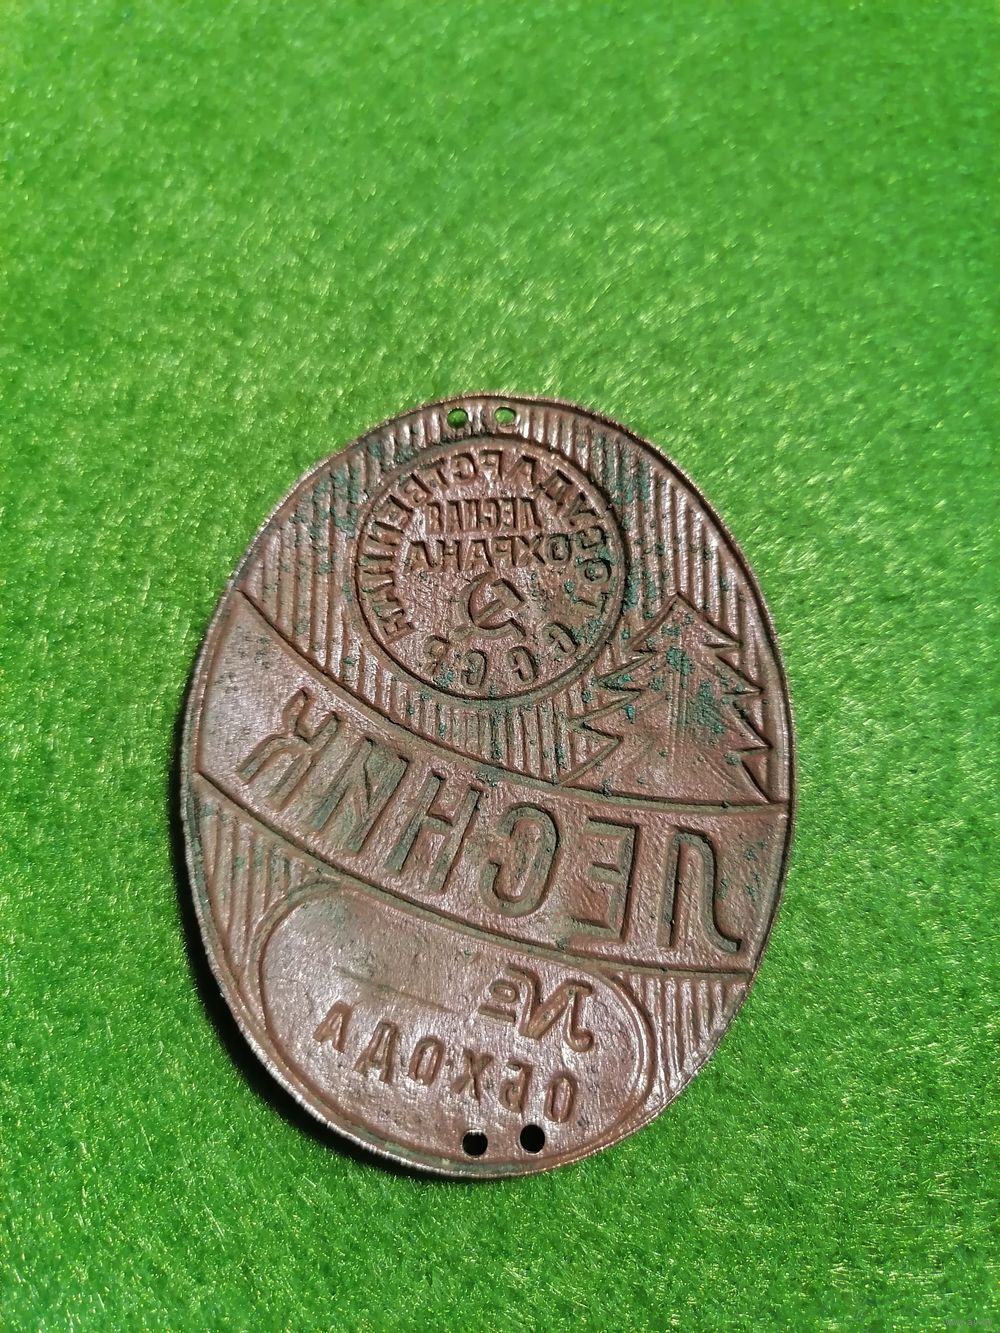 ГОСУДАРСТВЕННАЯ
ЛЕСНАЯ
ОХРАНА
СССР
ЛЕСНИК
№
ОБХОДА